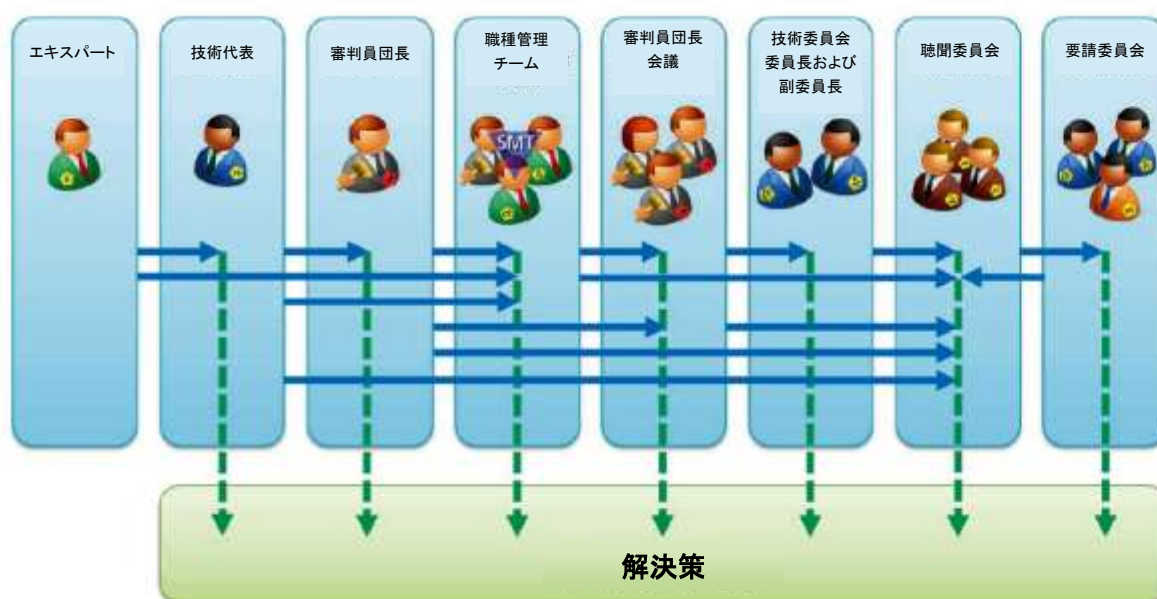 エキスパート
技術代表
審判員団長
職種管理
チーム
審判員団長
会議
技術委員会
委員長および
副委員長
聴聞委員会
要請委員会
SMT
解決策